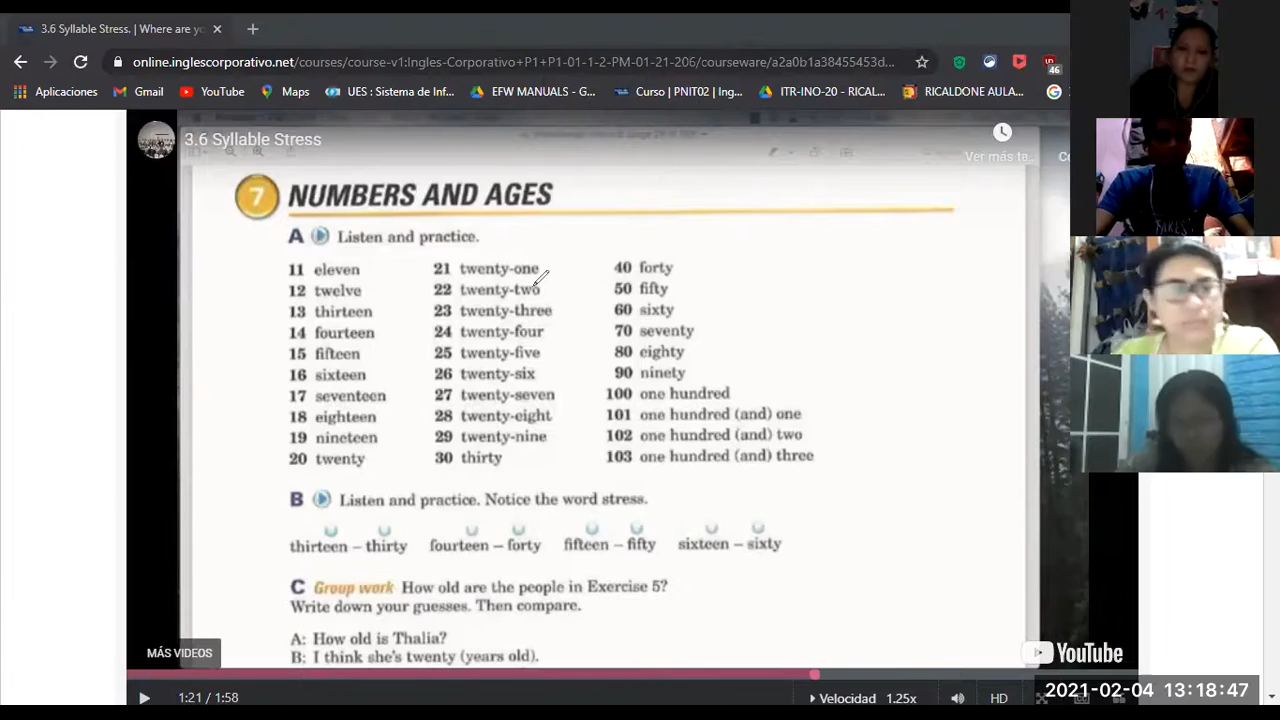 3.6 Syllable Stress. | Where are yo
online.inglescorporativo.net/courses/course-v1:Ingles-Corporativo+P1+P1-01-1-2-PM-01-21-206/courseware/a2a0b1a38455453d...
46
Aplicaciones Gmail YouTube Maps UES : Sistema de Inf... EFW MANUALS - G... Curso | PNIT02 | Ing... ITR-INO-20 - RICAL... RICALDONE AULA...
3.6 Syllable Stress
Ver más ta...
7 NUMBERS AND AGES
A Listen and practice.
11 eleven 21 twenty-one 40 forty
12 twelve 22 twenty-two 50 fifty
13 thirteen 23 twenty-three 60 sixty
14 fourteen 24 twenty-four 70 seventy
15 fifteen 25 twenty-five 80 eighty
16 sixteen 26 twenty-six 90 ninety
17 seventeen 27 twenty-seven 100 one hundred
18 eighteen 28 twenty-eight 101 one hundred (and) one
19 nineteen 29 twenty-nine 102 one hundred (and) two
20 twenty 30 thirty 103 one hundred (and) three
B Listen and practice. Notice the word stress.
thirteen – thirty fourteen – forty fifteen – fifty sixteen – sixty
C Group work How old are the people in Exercise 5?
Write down your guesses. Then compare.
A: How old is Thalia?
B: I think she's twenty (years old).
MÁS VIDEOS
YouTube
1:21 / 1:58 Velocidad 1.25x HD
2021-02-04 13:18:47